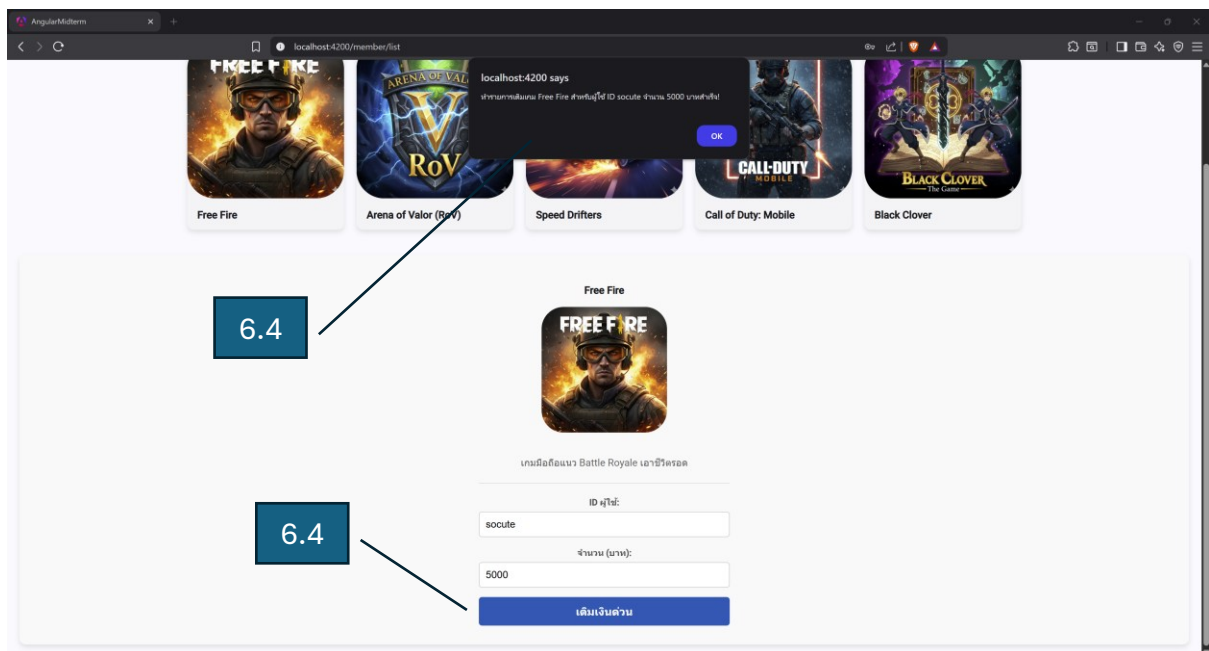 AngularMidterm
localhost:4200/member/list
FREE FIRE
ARENA OF VAL
RoV
CALL·DUTY
MOBILE
BLACK CLOVER
The Game
localhost:4200 says
ทำรายการเติมเกม Free Fire สำหรับผู้ใช้ ID socute จำนวน 5000 บาทสำเร็จ!
OK
Free Fire
Arena of Valor (RoV)
Speed Drifters
Call of Duty: Mobile
Black Clover
6.4
Free Fire
FREE FIRE
เกมมือถือแนว Battle Royale เอาชีวิตรอด
ID ผู้ใช้:
socute
6.4
จำนวน (บาท):
5000
เติมเงินด่วน